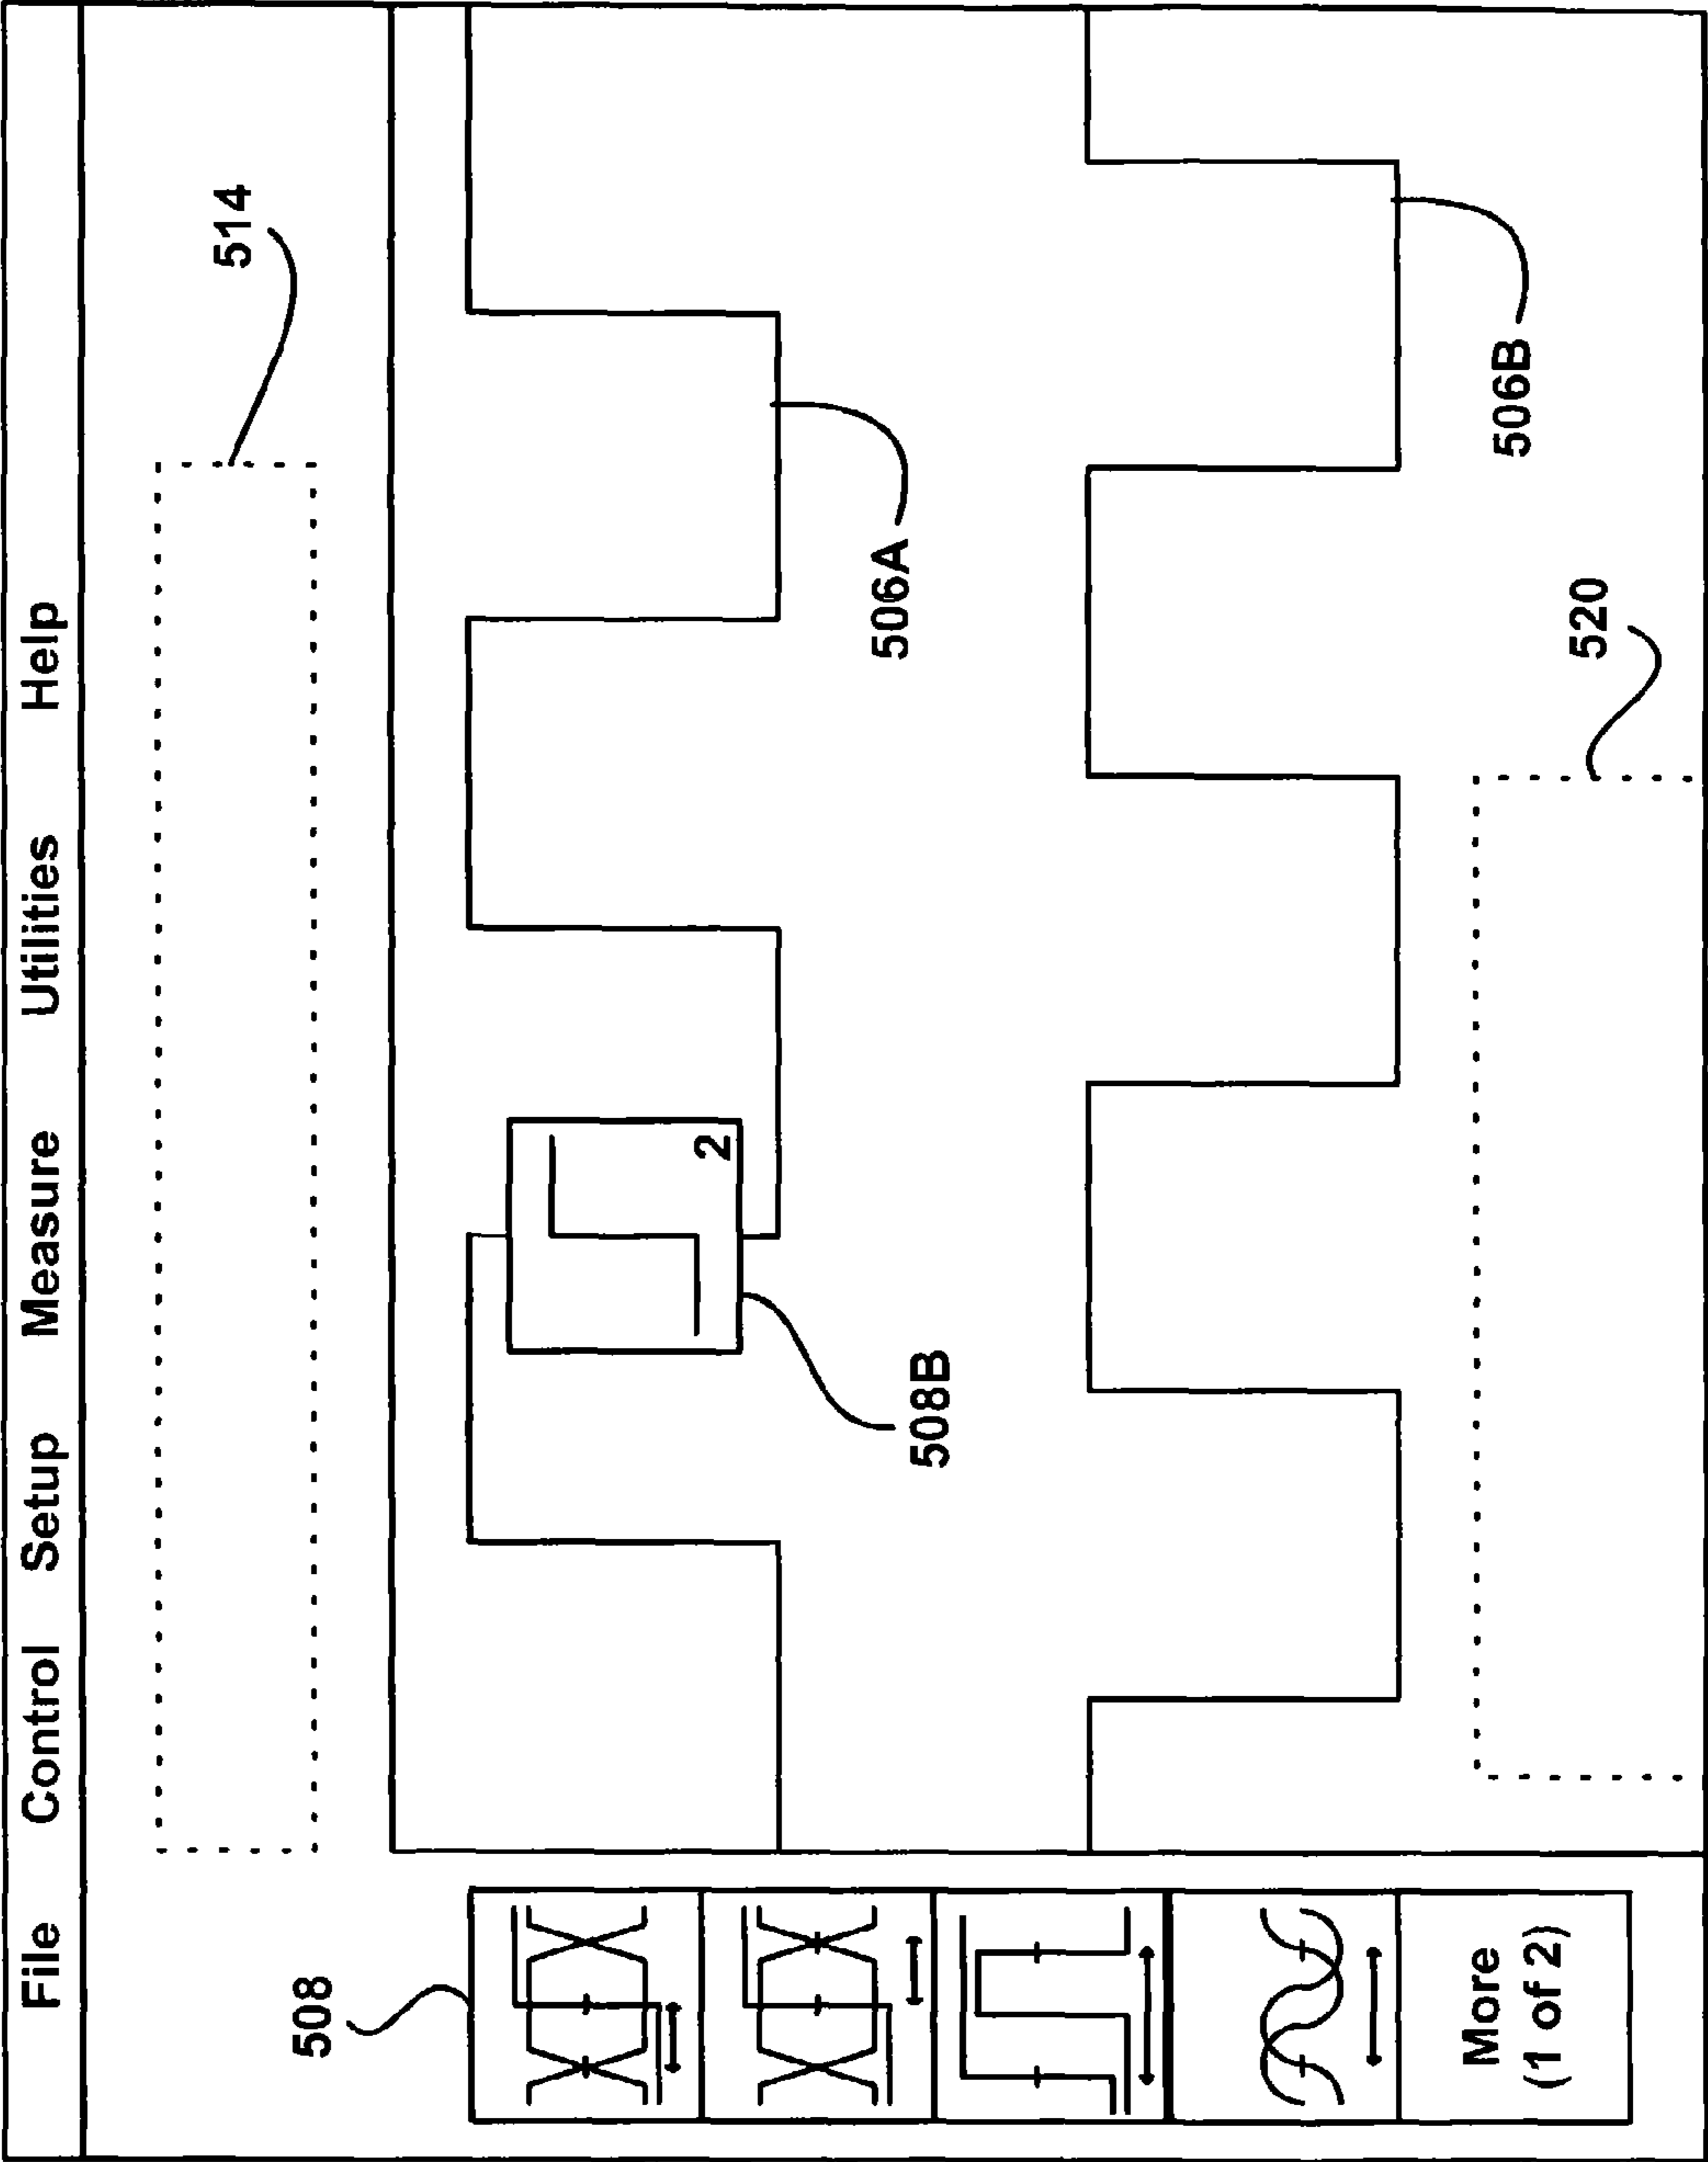 File Control Setup Measure Utilities Help
514
508
2
506A
508B
506B
520
More
(1 of 2)